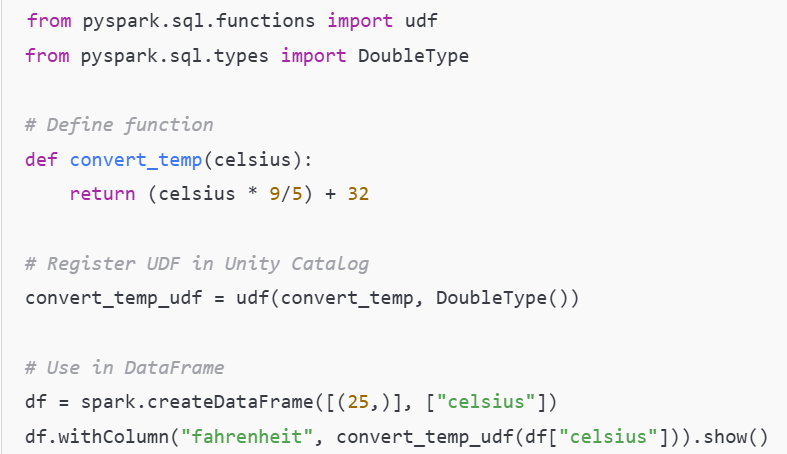 from pyspark.sql.functions import udf
from pyspark.sql.types import DoubleType
# Define function
def convert_temp(celsius):
    return (celsius * 9/5) + 32
# Register UDF in Unity Catalog
convert_temp_udf = udf(convert_temp, DoubleType())
# Use in DataFrame
df = spark.createDataFrame([(25,)], ["celsius"])
df.withColumn("fahrenheit", convert_temp_udf(df["celsius"])).show()